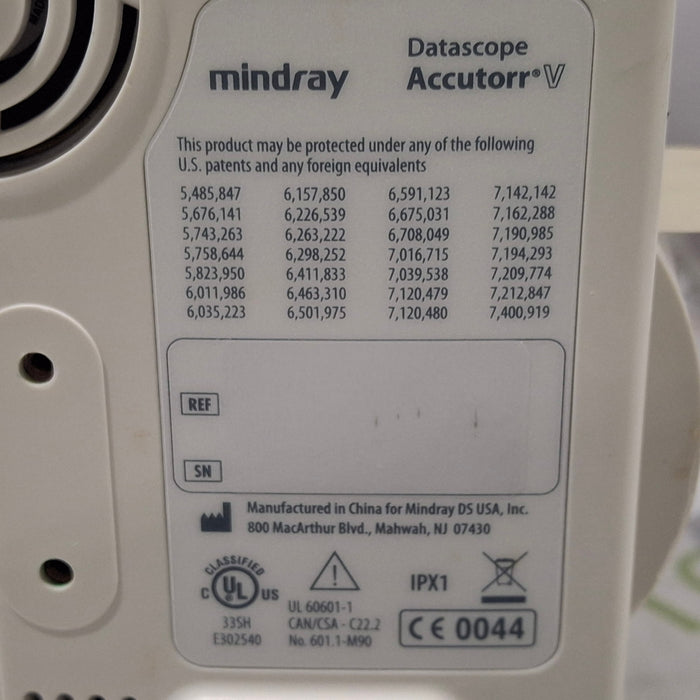 mindray
Datascope
Accutorr® V
This product may be protected under any of the following
U.S. patents and any foreign equivalents
5,485,847 6,157,850 6,591,123 7,142,142
5,676,141 6,226,539 6,675,031 7,162,288
5,743,263 6,263,222 6,708,049 7,190,985
5,758,644 6,298,252 7,016,715 7,194,293
5,823,950 6,411,833 7,039,538 7,209,774
6,011,986 6,463,310 7,120,479 7,212,847
6,035,223 6,501,975 7,120,480 7,400,919
REF
SN
Manufactured in China for Mindray DS USA, Inc.
800 MacArthur Blvd., Mahwah, NJ 07430
CLASSIFIED
C UL® US
33SH
E302540
UL 60601-1
CAN/CSA - C22.2
No. 601.1-M90
IPX1
CE 0044